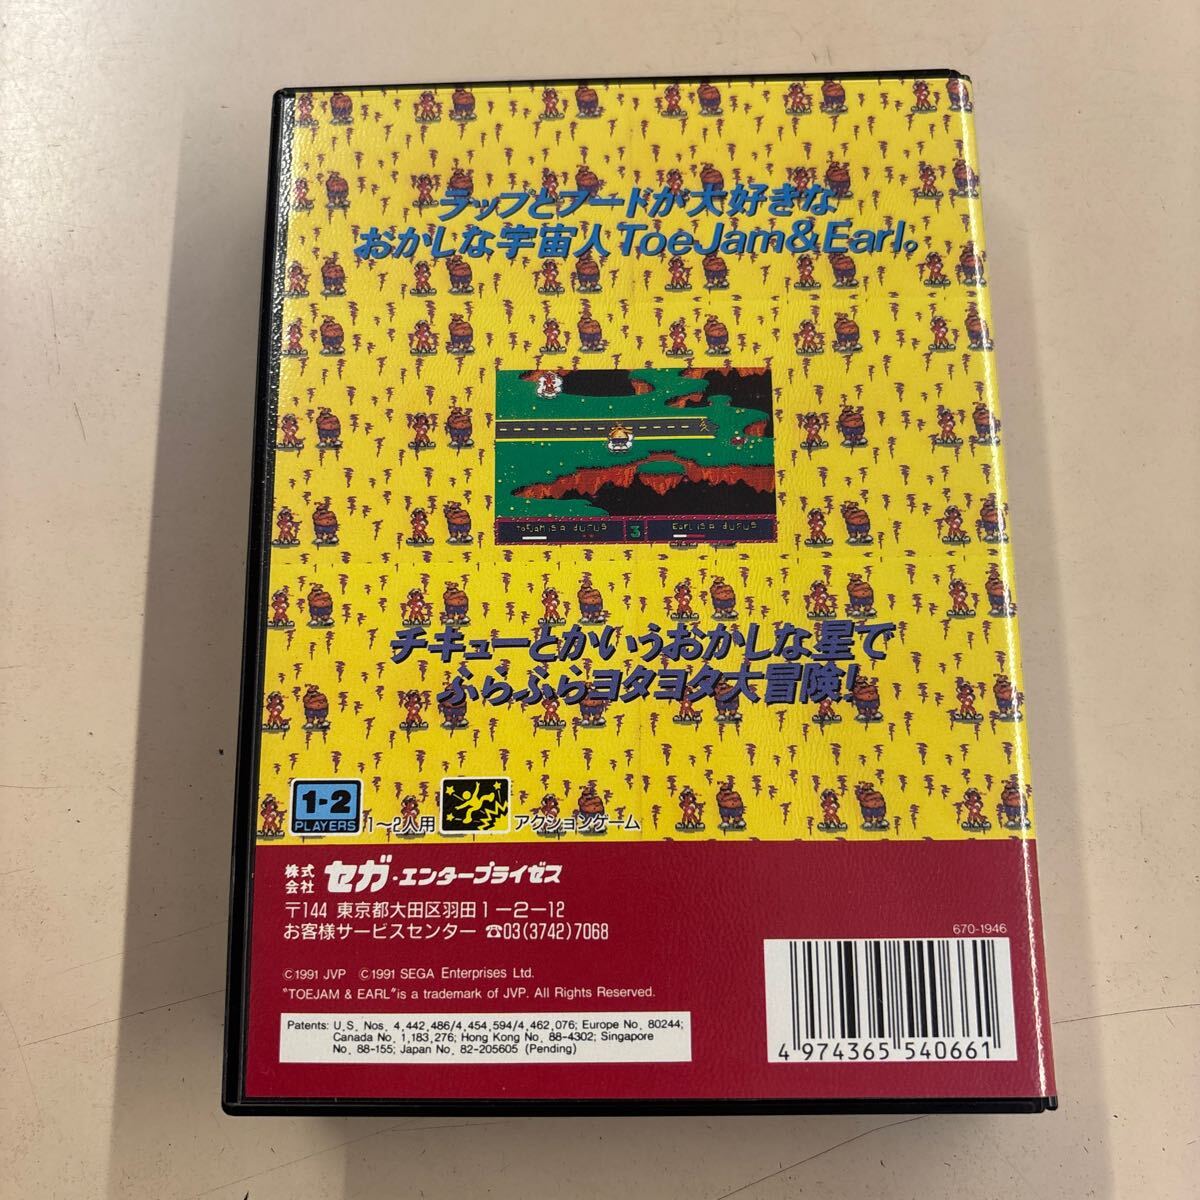 ラップとフードが大好きな
おかしな宇宙人ToeJam&Earl。
TOEJAM IS A dUFUS 3 EARL IS A dUFUS
チキューとかいうおかしな星で
ふらふらヨタヨタ大冒険!
1-2
PLAYERS
1〜2人用
アクションゲーム
株式会社 セガ・エンタープライゼス
〒144 東京都大田区羽田1-2-12
お客様サービスセンター ☎03(3742)7068
670-1946
©1991 JVP ©1991 SEGA Enterprises Ltd.
"TOEJAM & EARL" is a trademark of JVP. All Rights Reserved.
Patents: U.S. Nos. 4,442,486/4,454,594/4,462,076; Europe No. 80244;
Canada No. 1,183,276; Hong Kong No. 88-4302; Singapore
No. 88-155; Japan No. 82-205605 (Pending)
4 974365 540661